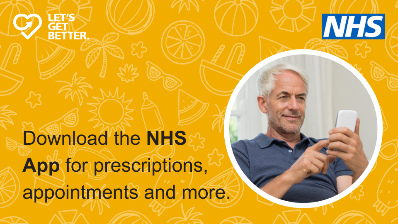 LET'S
GET
BETTER.
NHS
Download the NHS
App for prescriptions,
appointments and more.